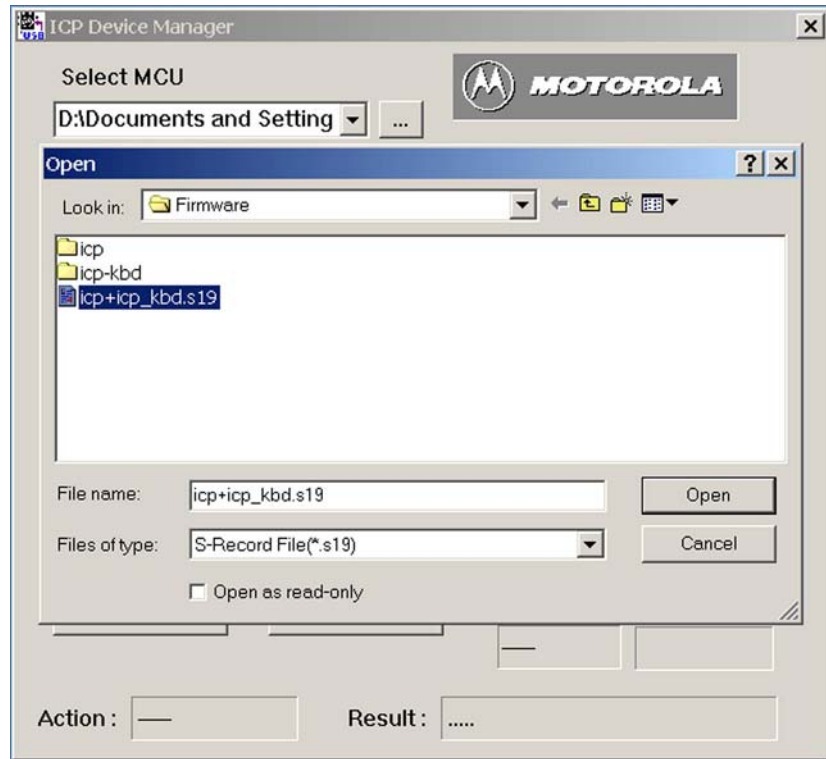 USB ICP Device Manager
Select MCU
MOTOROLA
D:\Documents and Setting
...
Open
Look in: Firmware
icp
icp-kbd
icp+icp_kbd.s19
File name: icp+icp_kbd.s19
Open
Files of type: S-Record File(*.s19)
Cancel
Open as read-only
Action : —
Result : .....